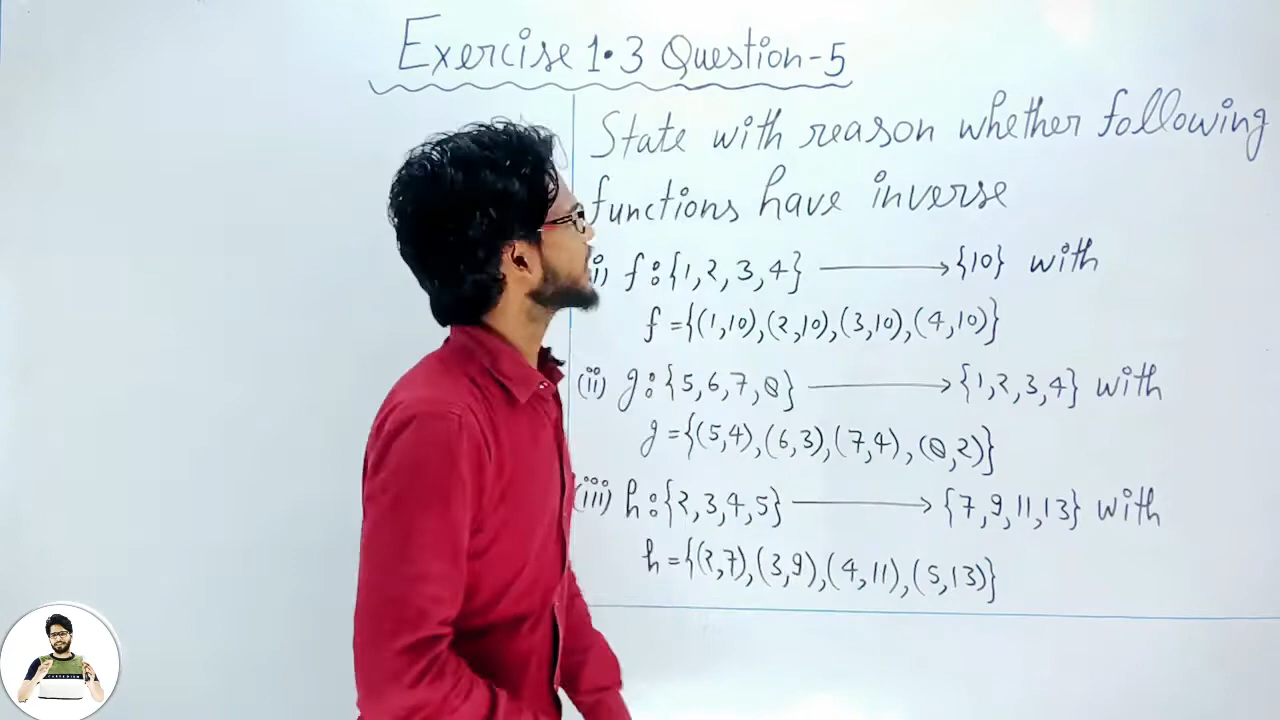 Exercise 1•3 Question-5
State with reason whether following
functions have inverse
i) f:{1,2,3,4} ⟶ {10} with
f={(1,10),(2,10),(3,10),(4,10)}
(ii) g:{5,6,7,8} ⟶ {1,2,3,4} with
g={(5,4),(6,3),(7,4),(8,2)}
(iii) h:{2,3,4,5} ⟶ {7,9,11,13} with
h={(2,7),(3,9),(4,11),(5,13)}